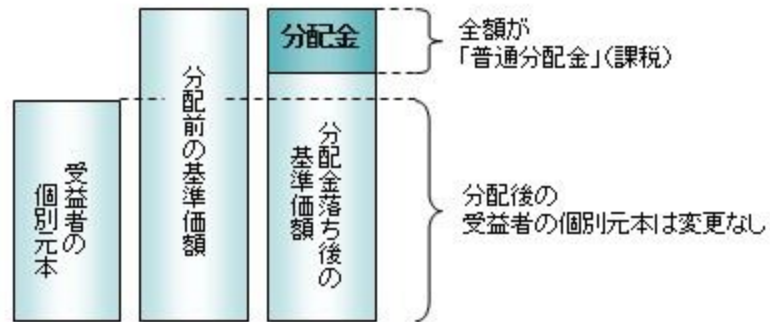 受益者の
個別元本
分配前の基準価額
分配金
分配金落ち後の
基準価額
全額が
「普通分配金」(課税)
分配後の
受益者の個別元本は変更なし